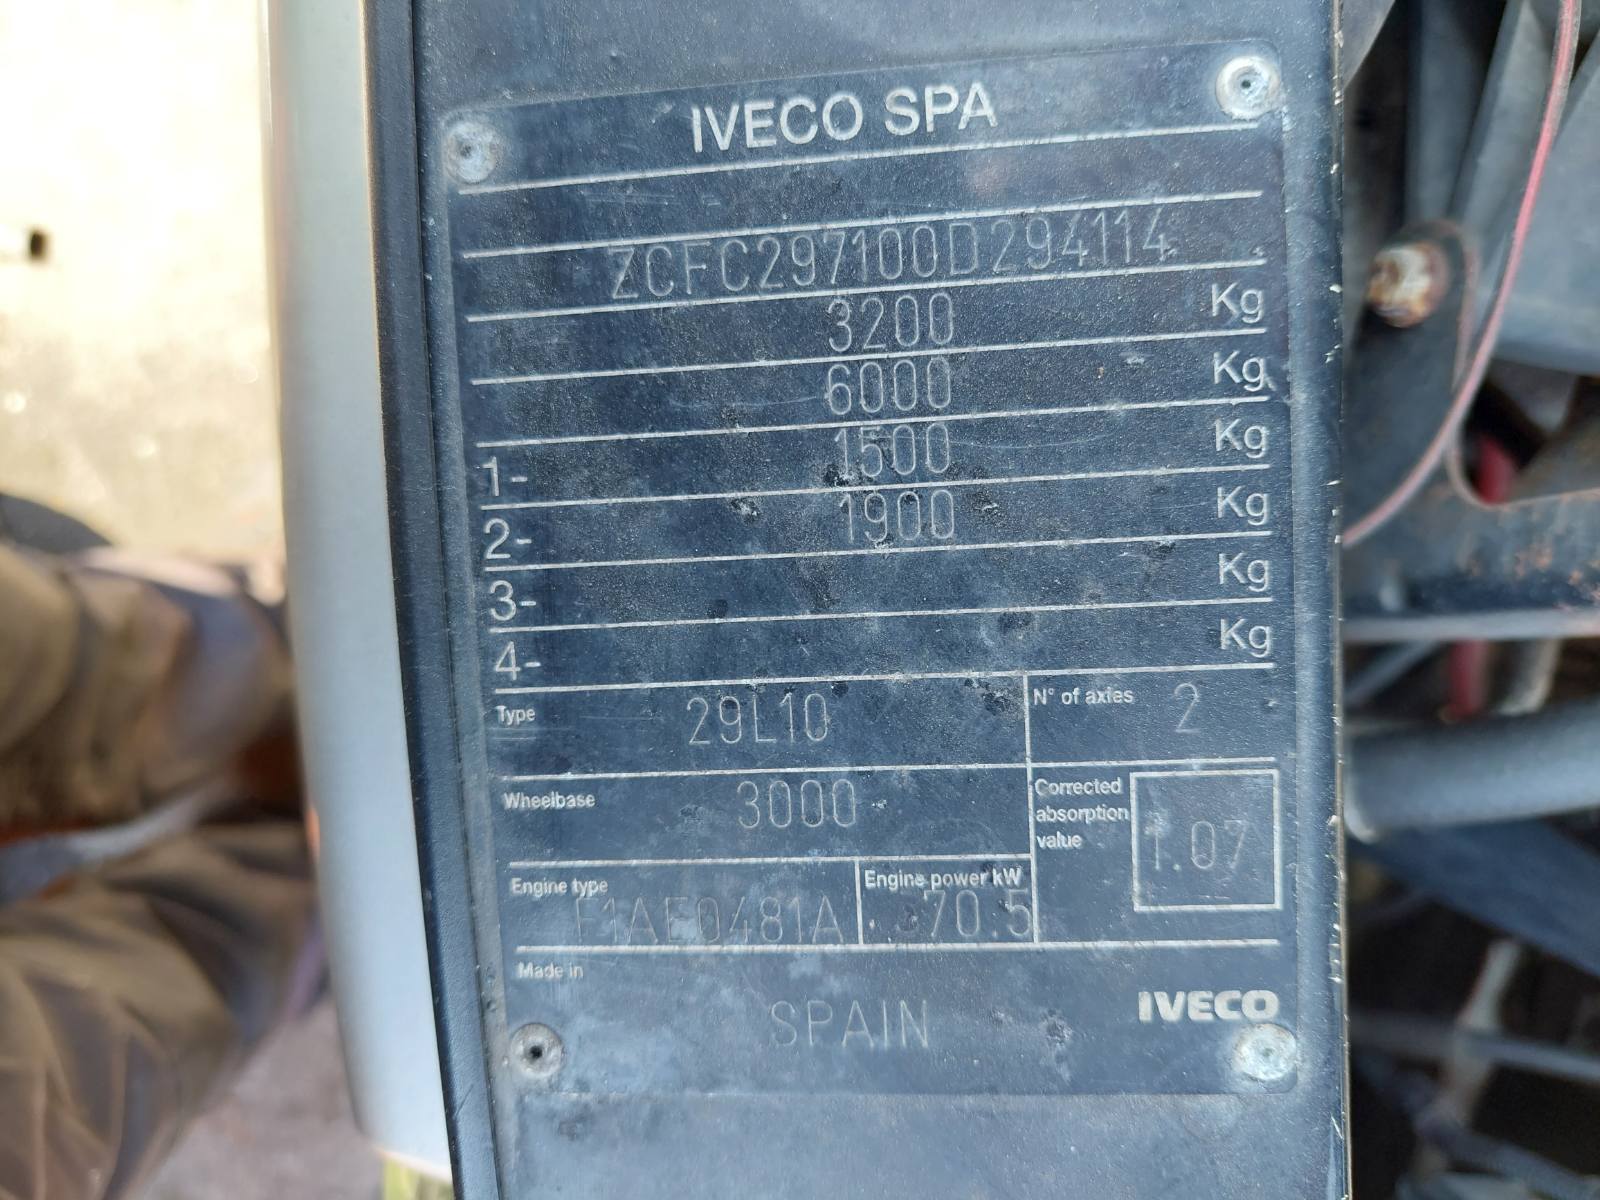 IVECO SPA
ZCFC297100D294114
3200 Kg
6000 Kg
1- 1500 Kg
2- 1900 Kg
3- Kg
4- Kg
Type 29L10 N° of axles 2
Wheelbase 3000
Corrected absorption value 1.07
Engine type F1AE0481A Engine power kW 70.5
Made in
SPAIN
IVECO